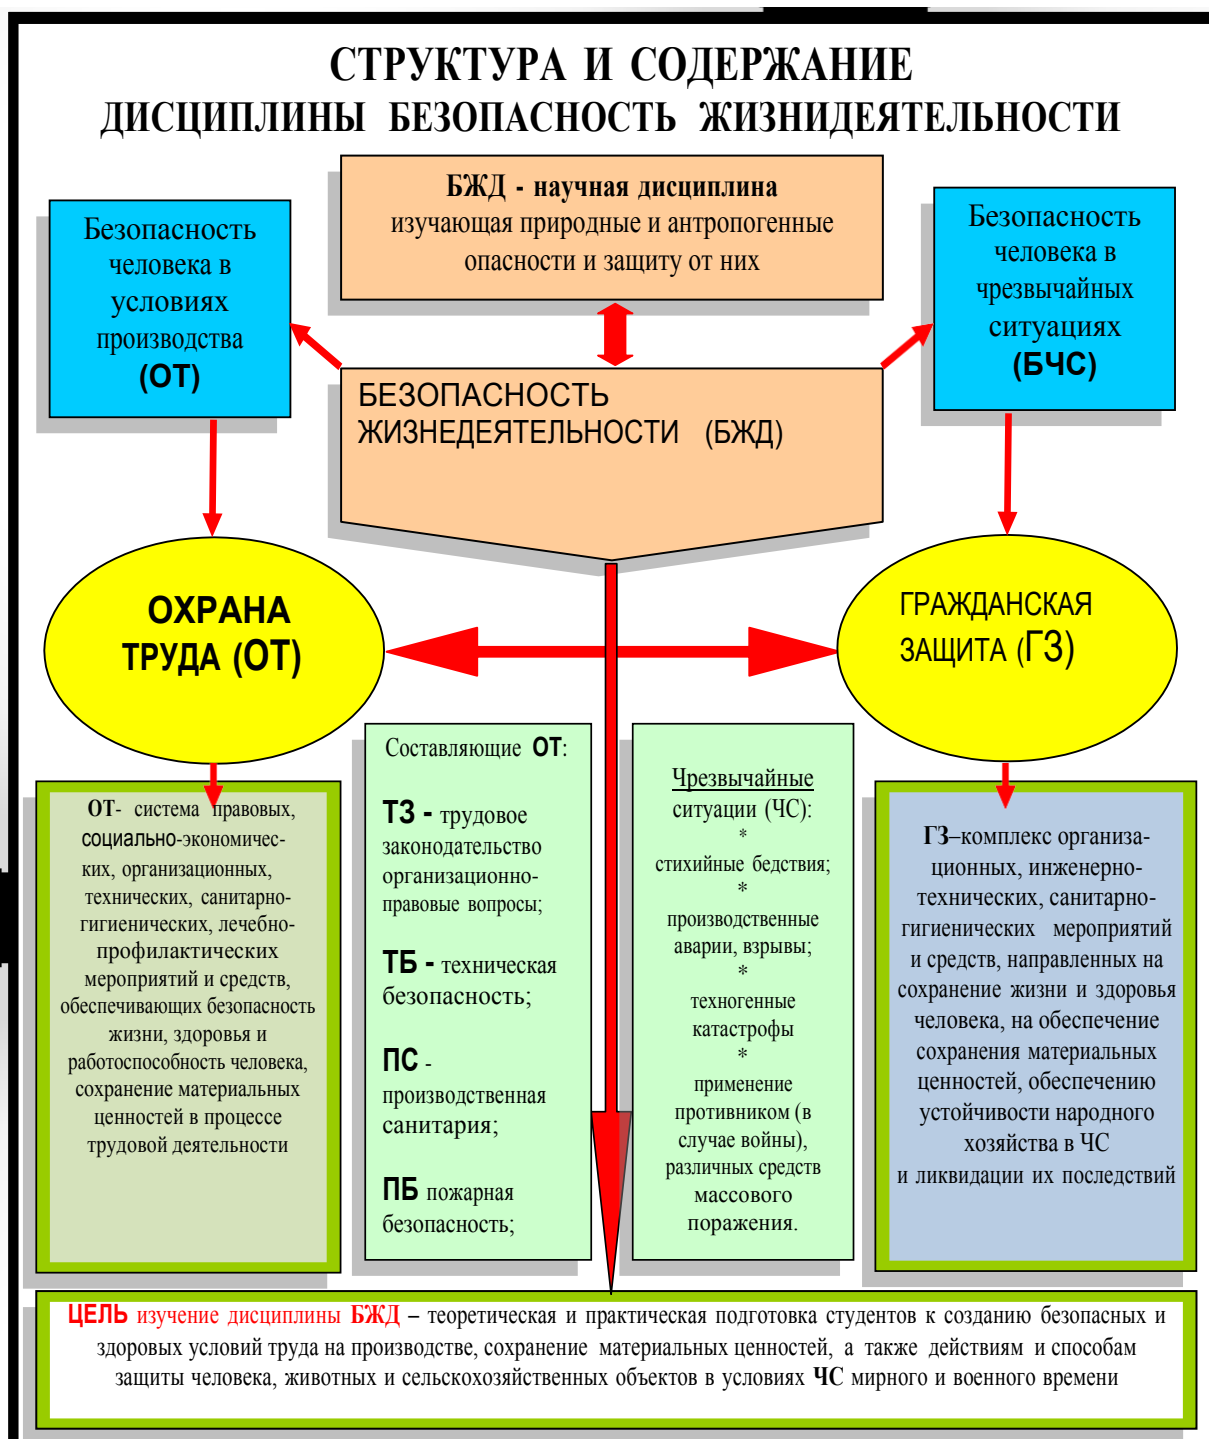 СТРУКТУРА И СОДЕРЖАНИЕ
ДИСЦИПЛИНЫ БЕЗОПАСНОСТЬ ЖИЗНИДЕЯТЕЛЬНОСТИ
БЖД - научная дисциплина
изучающая природные и антропогенные
опасности и защиту от них
Безопасность
человека в
условиях
производства
(ОТ)
Безопасность
человека в
чрезвычайных
ситуациях
(БЧС)
БЕЗОПАСНОСТЬ
ЖИЗНЕДЕЯТЕЛЬНОСТИ (БЖД)
ОХРАНА
ТРУДА (ОТ)
ГРАЖДАНСКАЯ
ЗАЩИТА (ГЗ)
ОТ- система правовых,
социально-экономичес-
ких, организационных,
технических, санитарно-
гигиенических, лечебно-
профилактических
мероприятий и средств,
обеспечивающих безопасность
жизни, здоровья и
работоспособность человека,
сохранение материальных
ценностей в процессе
трудовой деятельности
Составляющие ОТ:
ТЗ - трудовое
законодательство
организационно-
правовые вопросы;
ТБ - техническая
безопасность;
ПС -
производственная
санитария;
ПБ пожарная
безопасность;
Чрезвычайные
ситуации (ЧС):
*
стихийные бедствия;
*
производственные
аварии, взрывы;
*
техногенные
катастрофы
*
применение
противником (в
случае войны),
различных средств
массового
поражения.
ГЗ–комплекс организа-
ционных, инженерно-
технических, санитарно-
гигиенических мероприятий
и средств, направленных на
сохранение жизни и здоровья
человека, на обеспечение
сохранения материальных
ценностей, обеспечению
устойчивости народного
хозяйства в ЧС
и ликвидации их последствий
ЦЕЛЬ изучение дисциплины БЖД – теоретическая и практическая подготовка студентов к созданию безопасных и
здоровых условий труда на производстве, сохранение материальных ценностей, а также действиям и способам
защиты человека, животных и сельскохозяйственных объектов в условиях ЧС мирного и военного времени